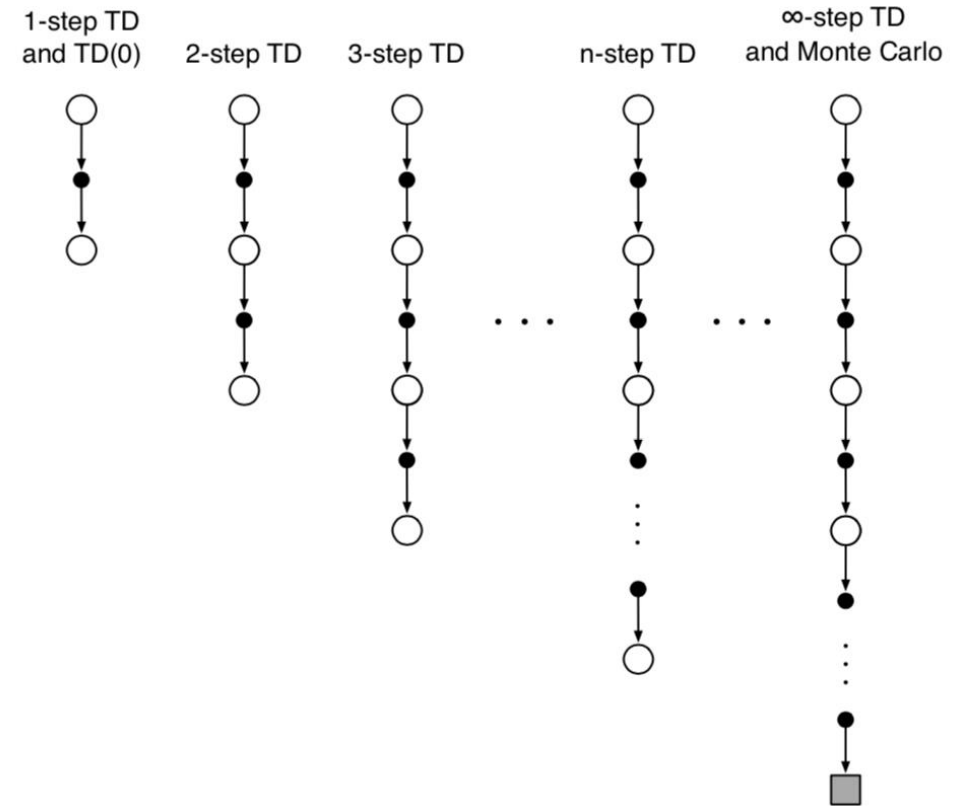 1-step TD
and TD(0)
2-step TD
3-step TD
n-step TD
∞-step TD
and Monte Carlo